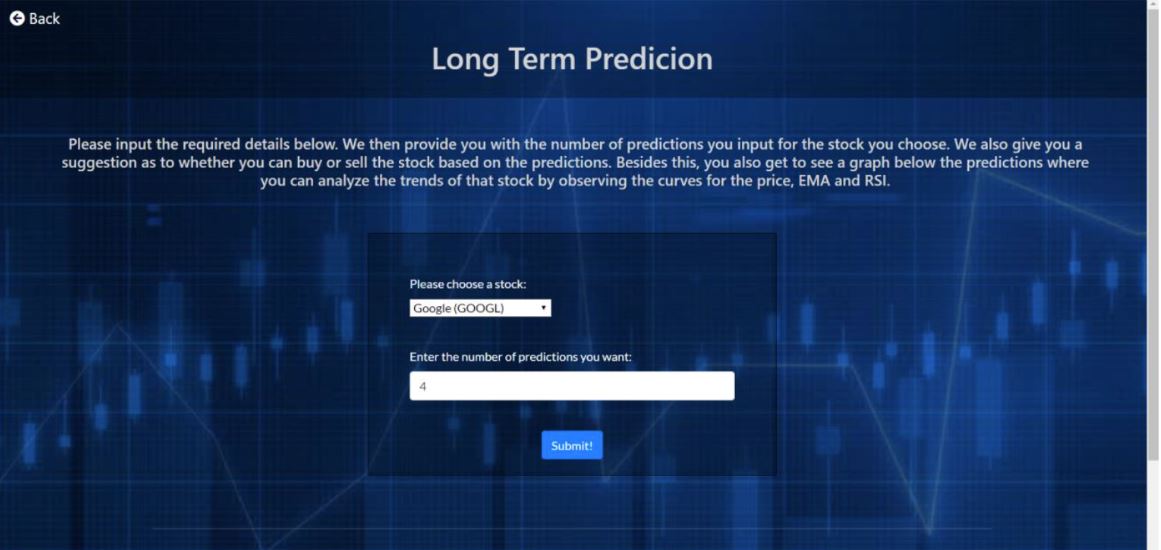 Back
Long Term Predicion
Please input the required details below. We then provide you with the number of predictions you input for the stock you choose. We also give you a
suggestion as to whether you can buy or sell the stock based on the predictions. Besides this, you also get to see a graph below the predictions where
you can analyze the trends of that stock by observing the curves for the price, EMA and RSI.
Please choose a stock:
Google (GOOGL)
Enter the number of predictions you want:
4
Submit!